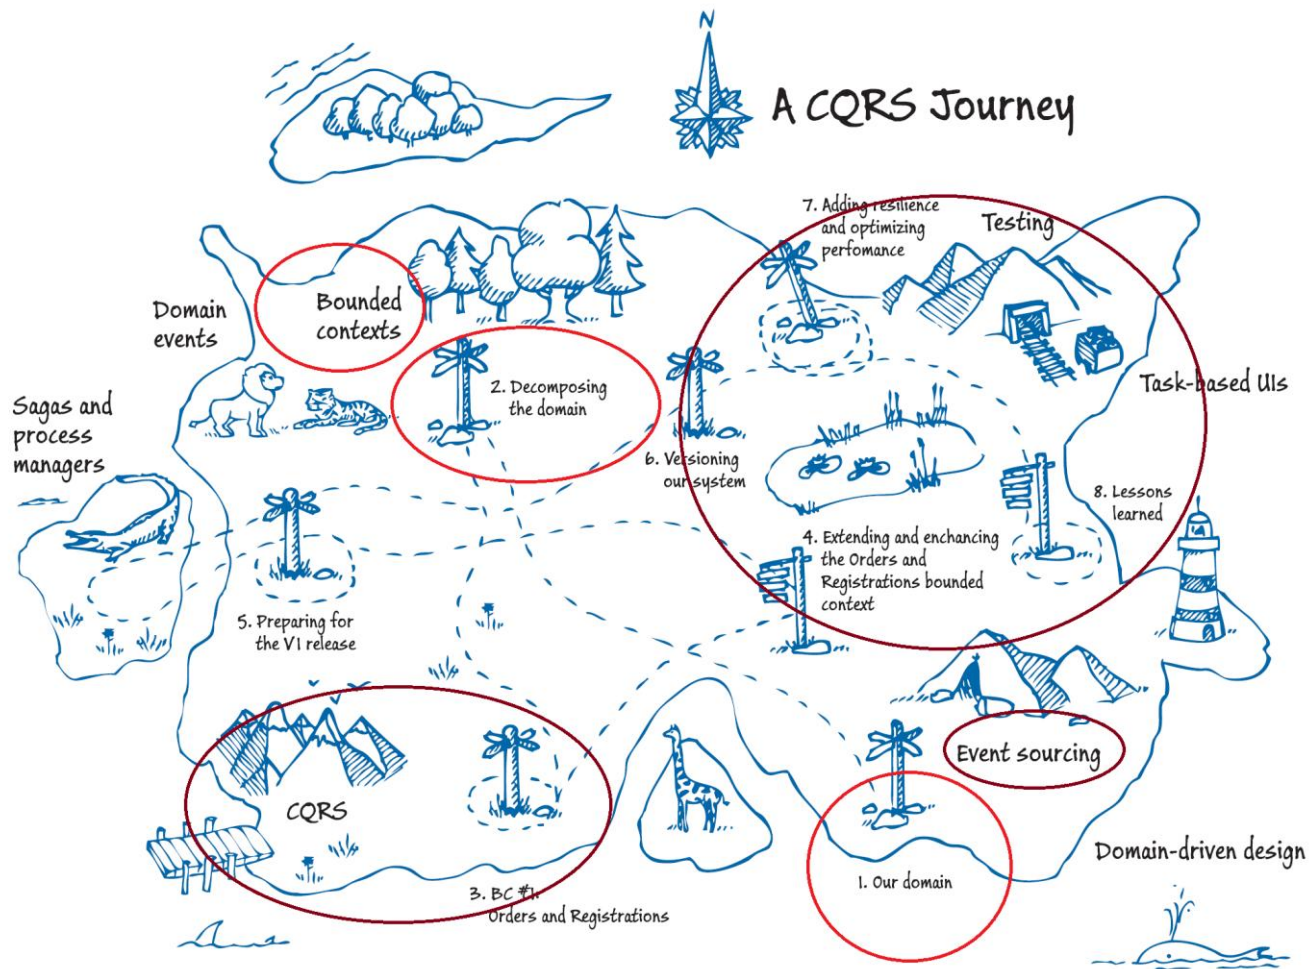 N
A CQRS Journey
7. Adding resilience
and optimizing
perfomance
Testing
Bounded
contexts
Domain
events
2. Decomposing
the domain
Task-based UIs
Sagas and
process
managers
6. Versioning
our system
8. Lessons
learned
4. Extending and enchancing
the Orders and
Registrations bounded
context
5. Preparing for
the V1 release
Event sourcing
CQRS
Domain-driven design
1. Our domain
3. BC #1:
Orders and Registrations